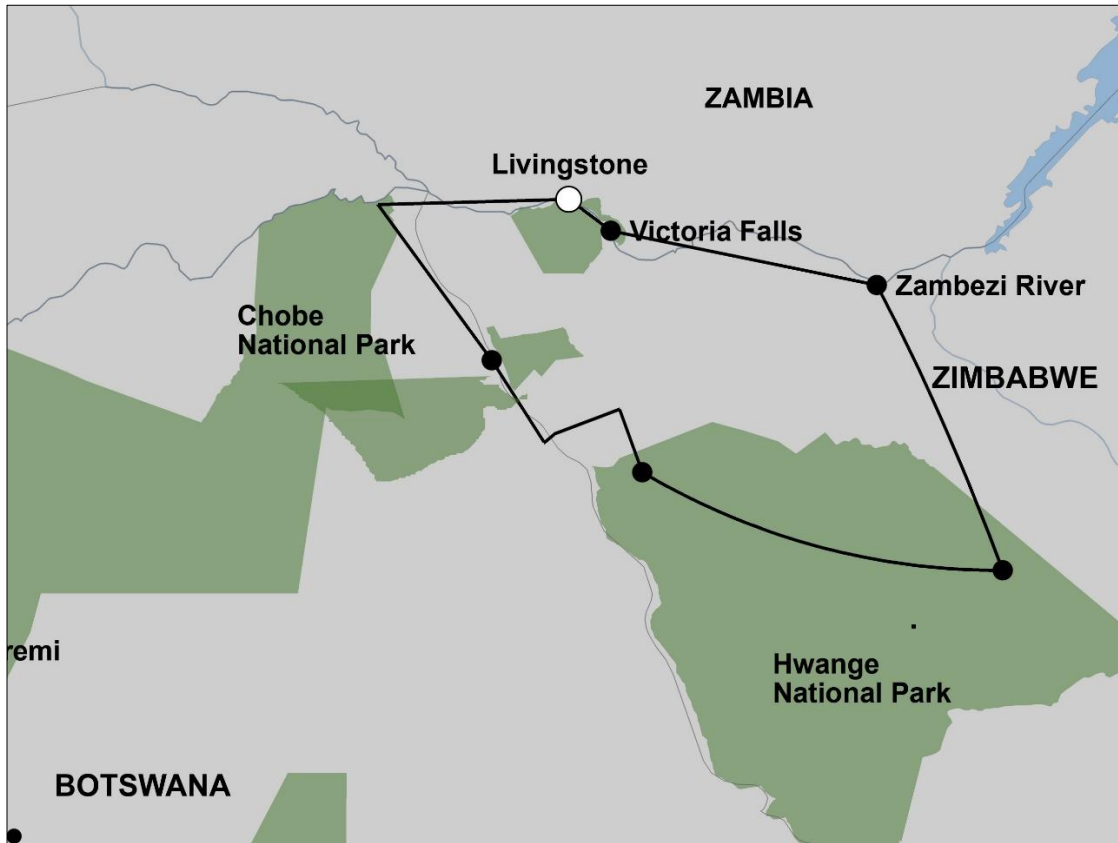 ZAMBIA
Livingstone
Victoria Falls
Zambezi River
Chobe
National Park
ZIMBABWE
remi
Hwange
National Park
BOTSWANA